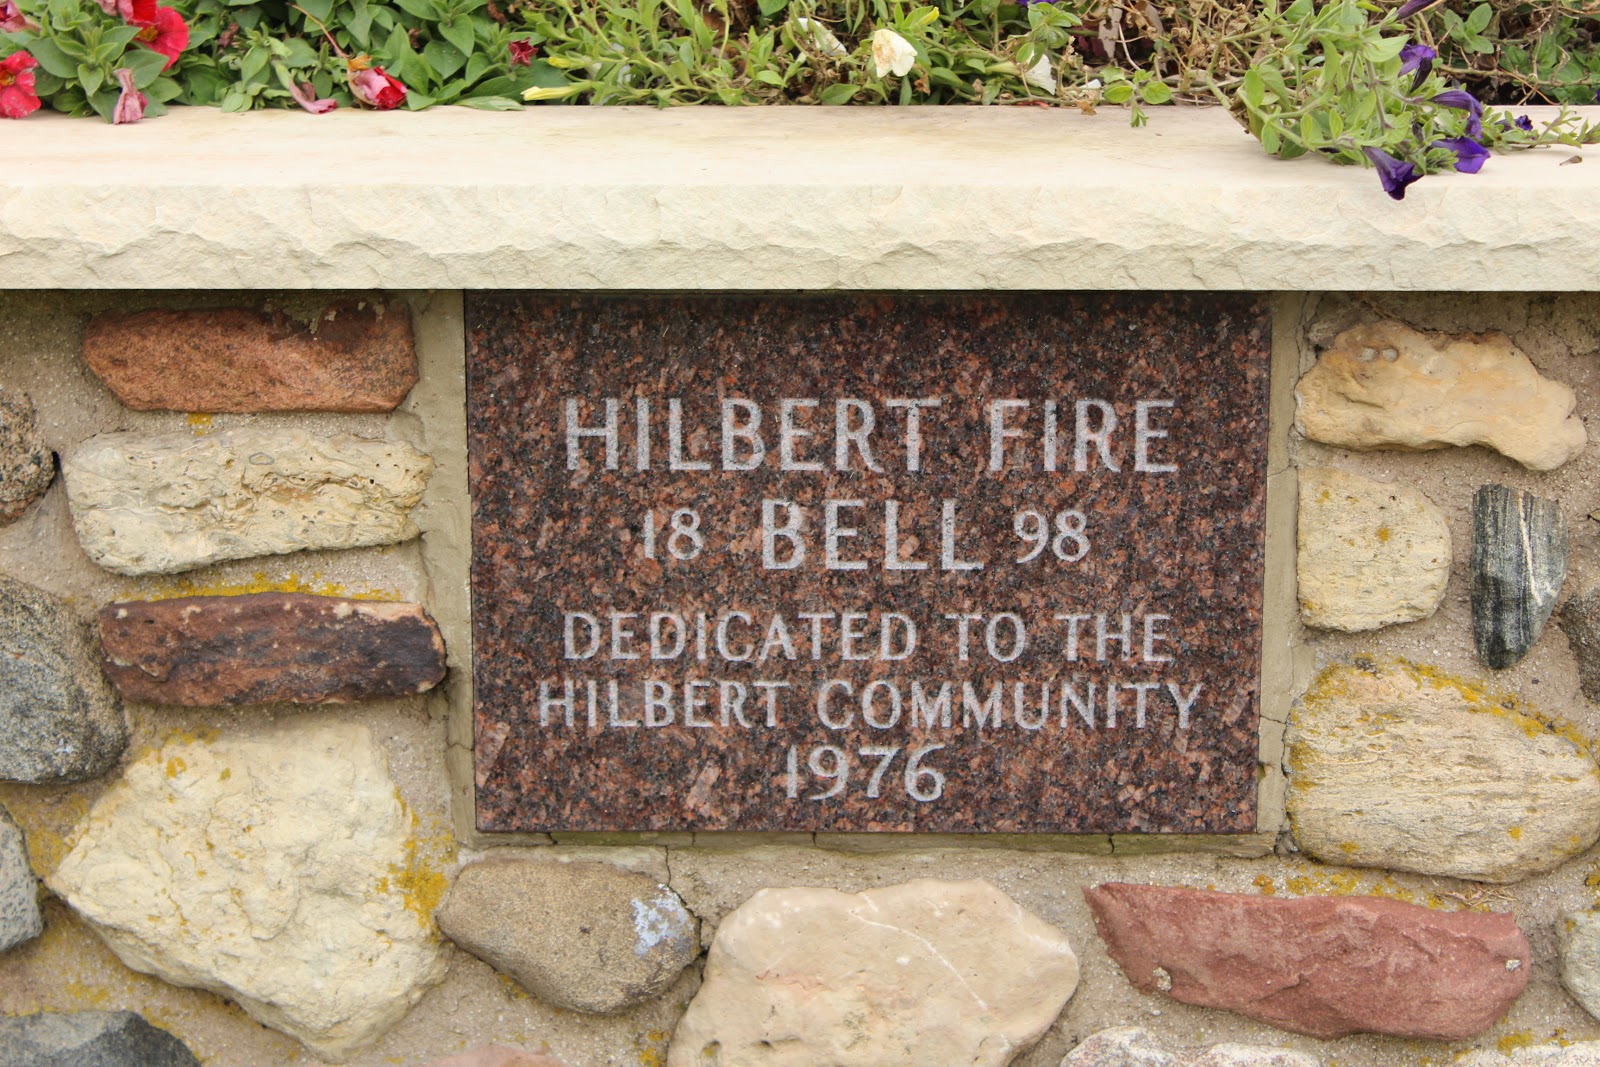 HILBERT FIRE
18 BELL 98
DEDICATED TO THE
HILBERT COMMUNITY
1976